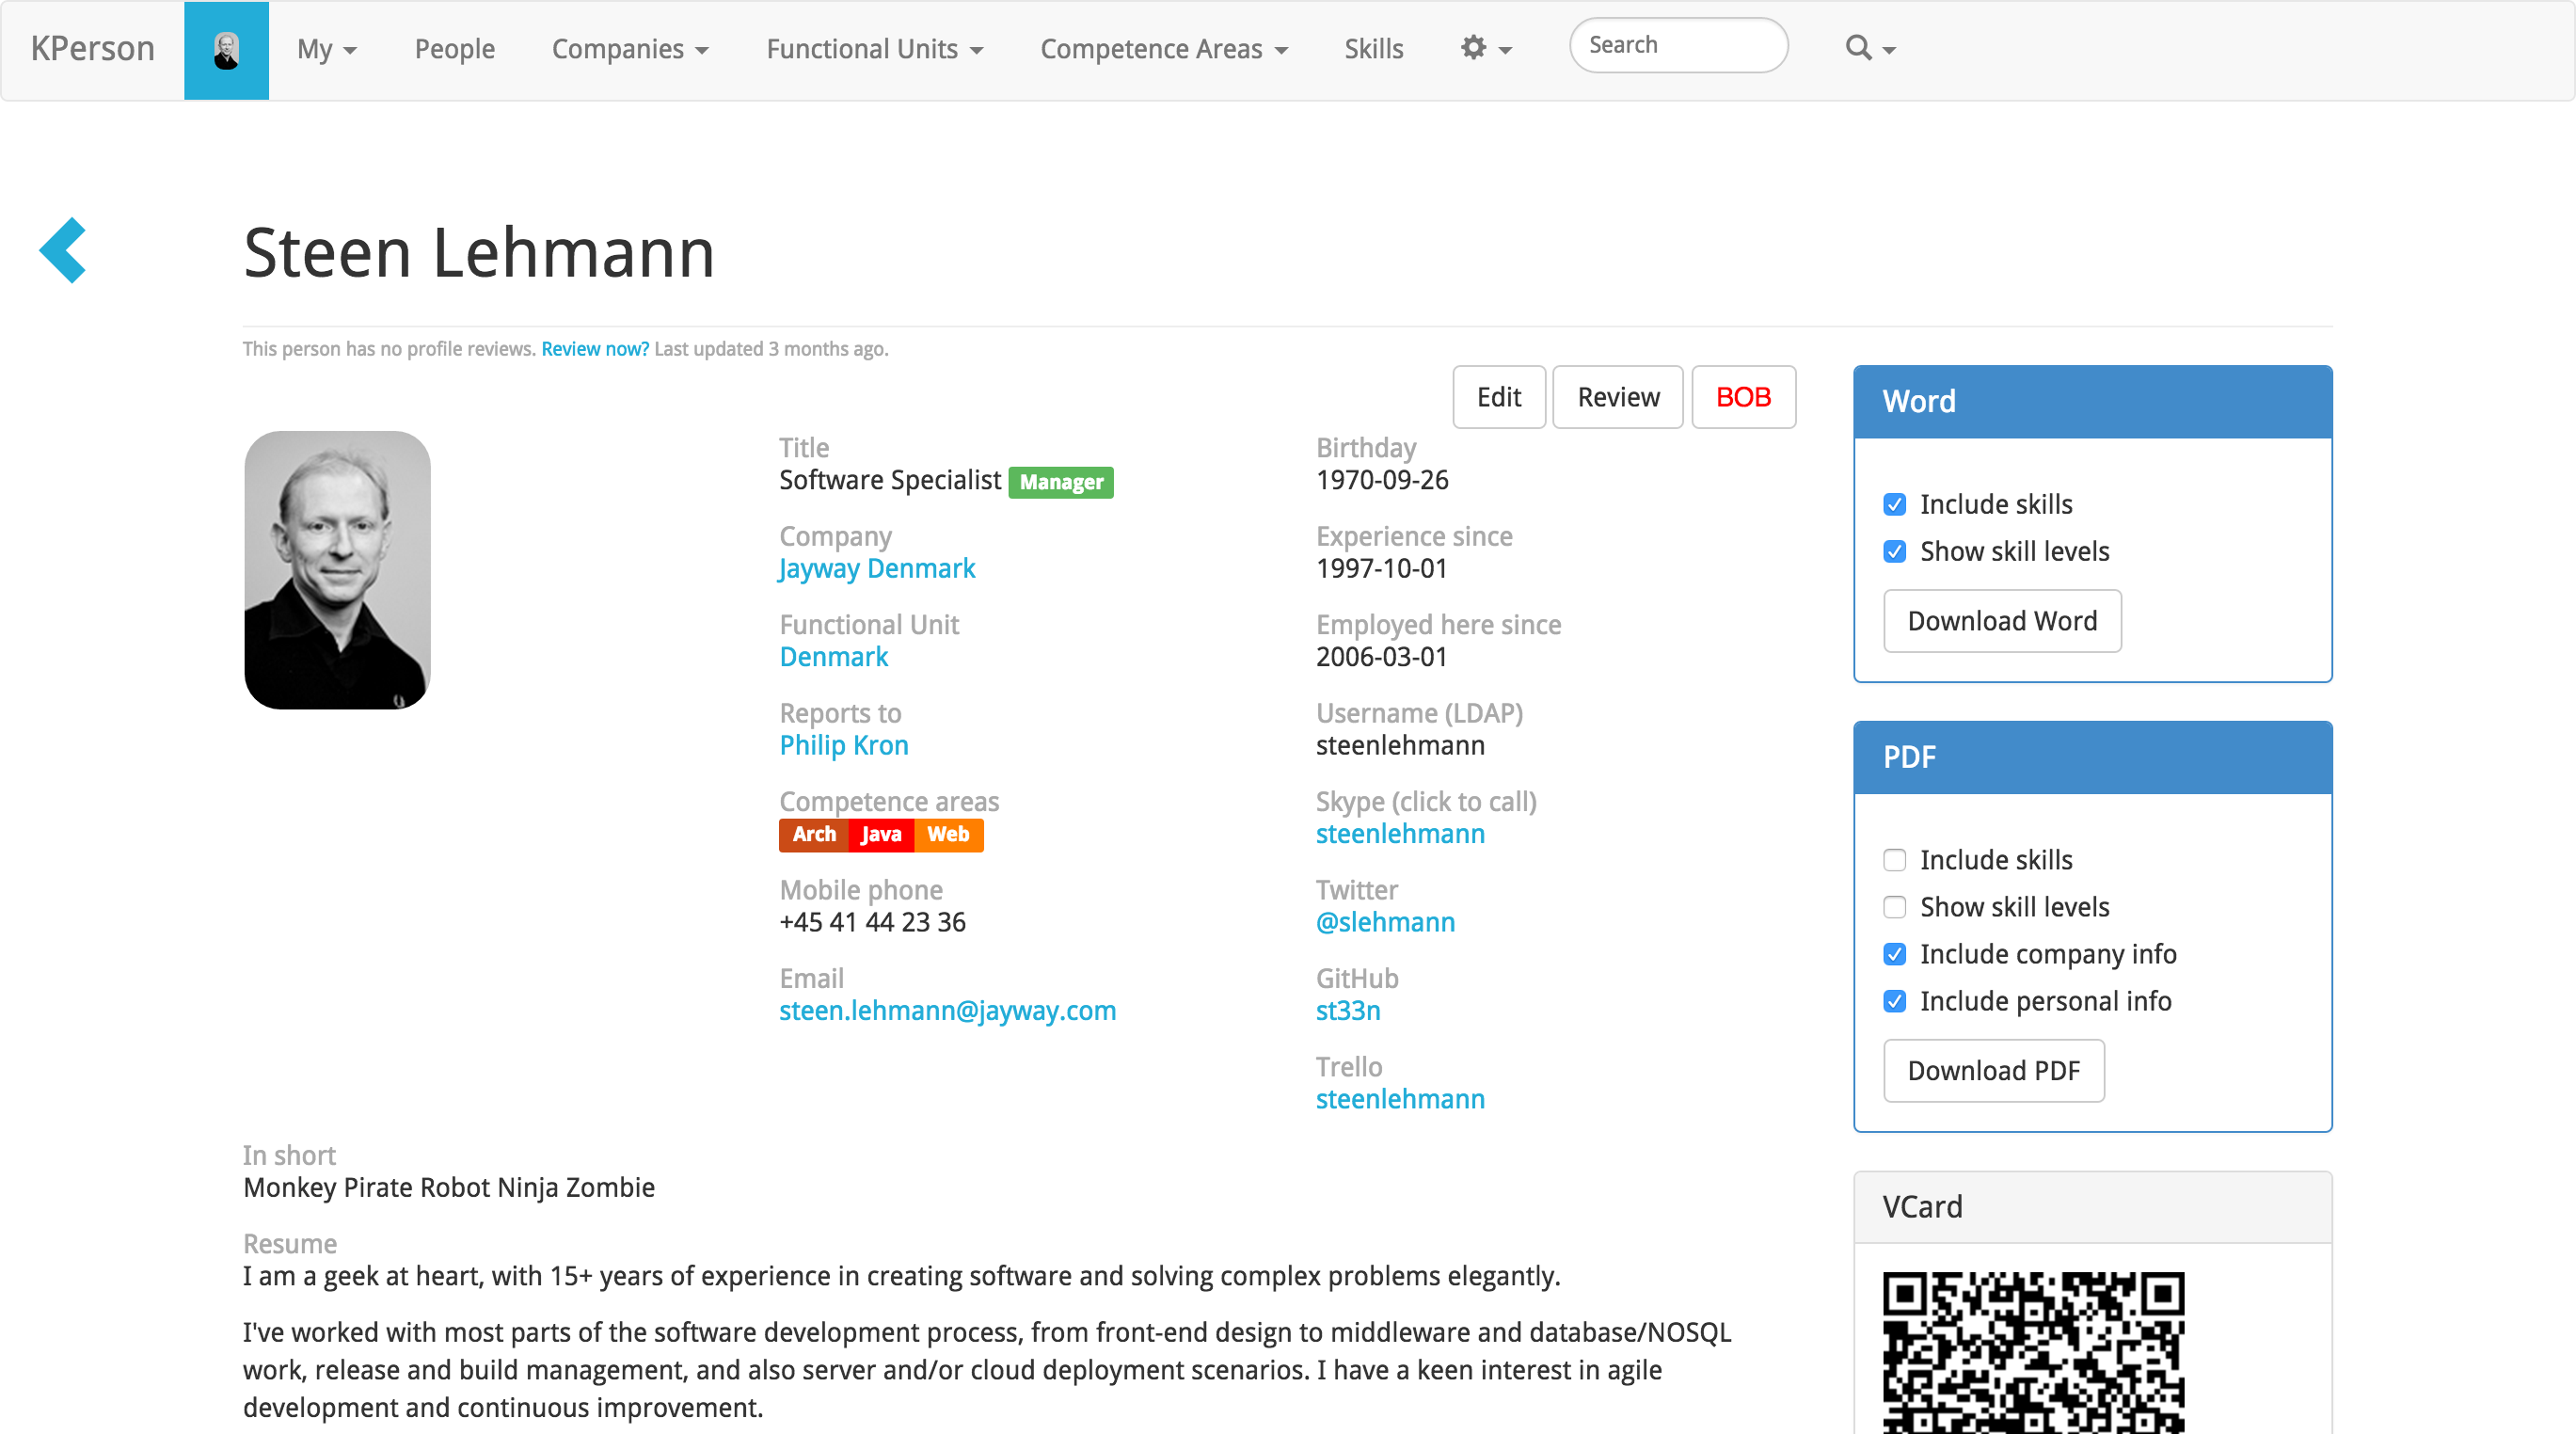 KPerson My People Companies Functional Units Competence Areas Skills Search
Steen Lehmann
This person has no profile reviews. Review now? Last updated 3 months ago.
Edit Review BOB
Title
Software Specialist Manager
Company
Jayway Denmark
Functional Unit
Denmark
Reports to
Philip Kron
Competence areas
Arch Java Web
Mobile phone
+45 41 44 23 36
Email
steen.lehmann@jayway.com
Birthday
1970-09-26
Experience since
1997-10-01
Employed here since
2006-03-01
Username (LDAP)
steenlehmann
Skype (click to call)
steenlehmann
Twitter
@slehmann
GitHub
st33n
Trello
steenlehmann
In short
Monkey Pirate Robot Ninja Zombie
Resume
I am a geek at heart, with 15+ years of experience in creating software and solving complex problems elegantly.
I've worked with most parts of the software development process, from front-end design to middleware and database/NOSQL
work, release and build management, and also server and/or cloud deployment scenarios. I have a keen interest in agile
development and continuous improvement.
Word
Include skills
Show skill levels
Download Word
PDF
Include skills
Show skill levels
Include company info
Include personal info
Download PDF
VCard